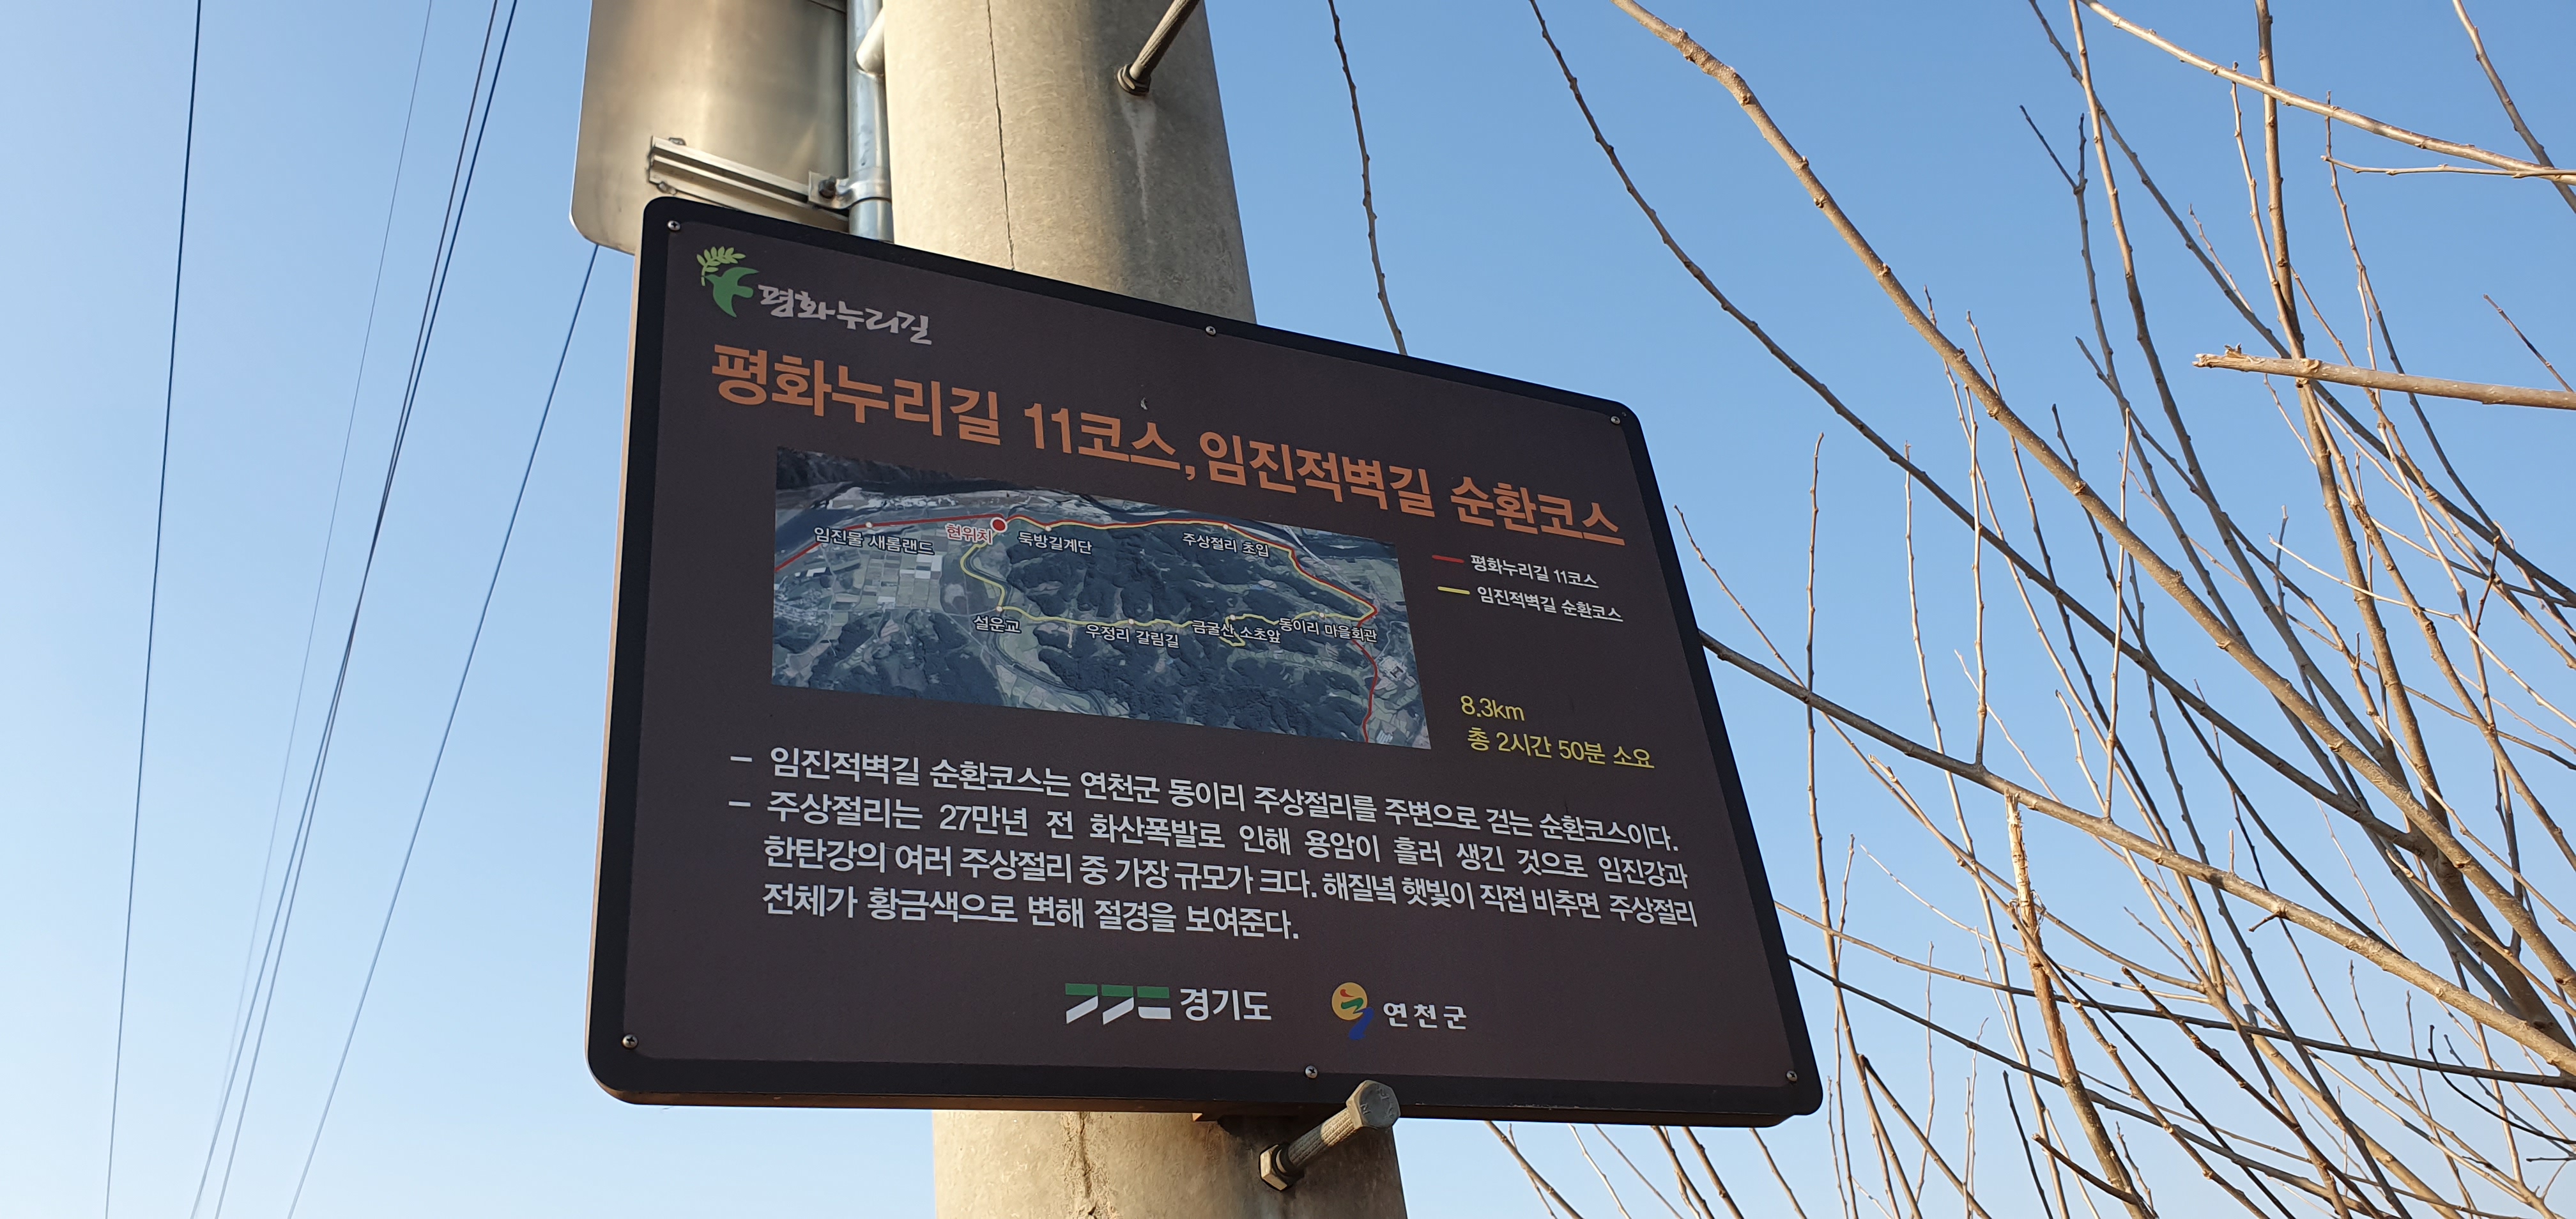 평화누리길
평화누리길 11코스, 임진적벽길 순환코스
임진물 새롬랜드
현위치
둑방길계단
주상절리 초입
설운교
우정리 갈림길
금굴산 소초앞
동이리 마을회관
평화누리길 11코스
임진적벽길 순환코스
8.3km
총 2시간 50분 소요
- 임진적벽길 순환코스는 연천군 동이리 주상절리를 주변으로 걷는 순환코스이다.
- 주상절리는 27만년 전 화산폭발로 인해 용암이 흘러 생긴 것으로 임진강과
한탄강의 여러 주상절리 중 가장 규모가 크다. 해질녘 햇빛이 직접 비추면 주상절리
전체가 황금색으로 변해 절경을 보여준다.
경기도
연천군